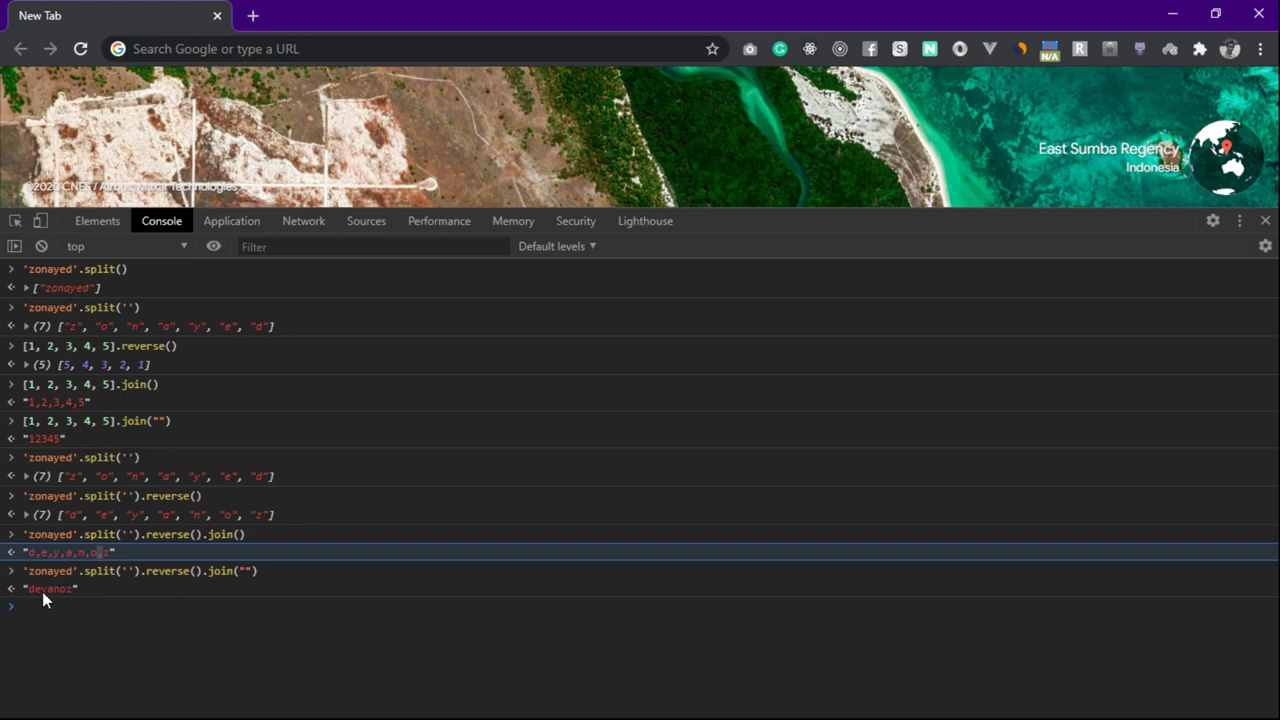 New Tab
Search Google or type a URL
N/A
East Sumba Regency
Indonesia
©2020 CNES / Airbus, Maxar Technologies
Elements Console Application Network Sources Performance Memory Security Lighthouse
top Filter Default levels
'zonayed'.split()
["zonayed"]
'zonayed'.split('')
(7) ["z", "o", "n", "a", "y", "e", "d"]
[1, 2, 3, 4, 5].reverse()
(5) [5, 4, 3, 2, 1]
[1, 2, 3, 4, 5].join()
"1,2,3,4,5"
[1, 2, 3, 4, 5].join("")
"12345"
'zonayed'.split('')
(7) ["z", "o", "n", "a", "y", "e", "d"]
'zonayed'.split('').reverse()
(7) ["d", "e", "y", "a", "n", "o", "z"]
'zonayed'.split('').reverse().join()
"d,e,y,a,n,o,z"
'zonayed'.split('').reverse().join("")
"deyanoz"